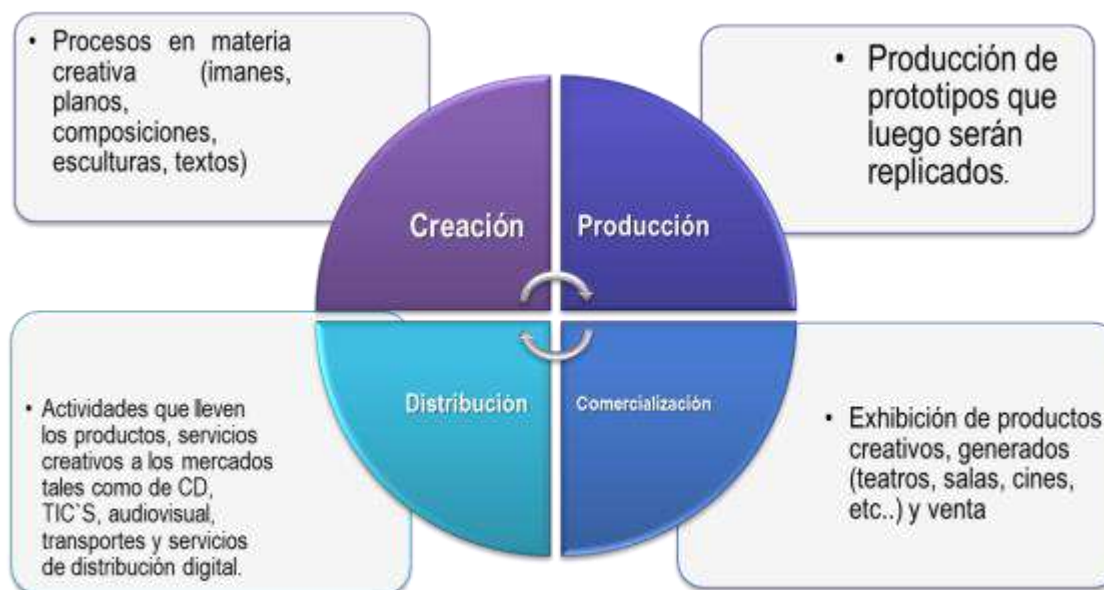 • Procesos en materia
creativa (imanes,
planos,
composiciones,
esculturas, textos)
• Producción de
prototipos que
luego serán
replicados.
Creación
Producción
Distribución
Comercialización
• Actividades que lleven
los productos, servicios
creativos a los mercados
tales como de CD,
TIC`S, audiovisual,
transportes y servicios
de distribución digital.
• Exhibición de productos
creativos, generados
(teatros, salas, cines,
etc..) y venta